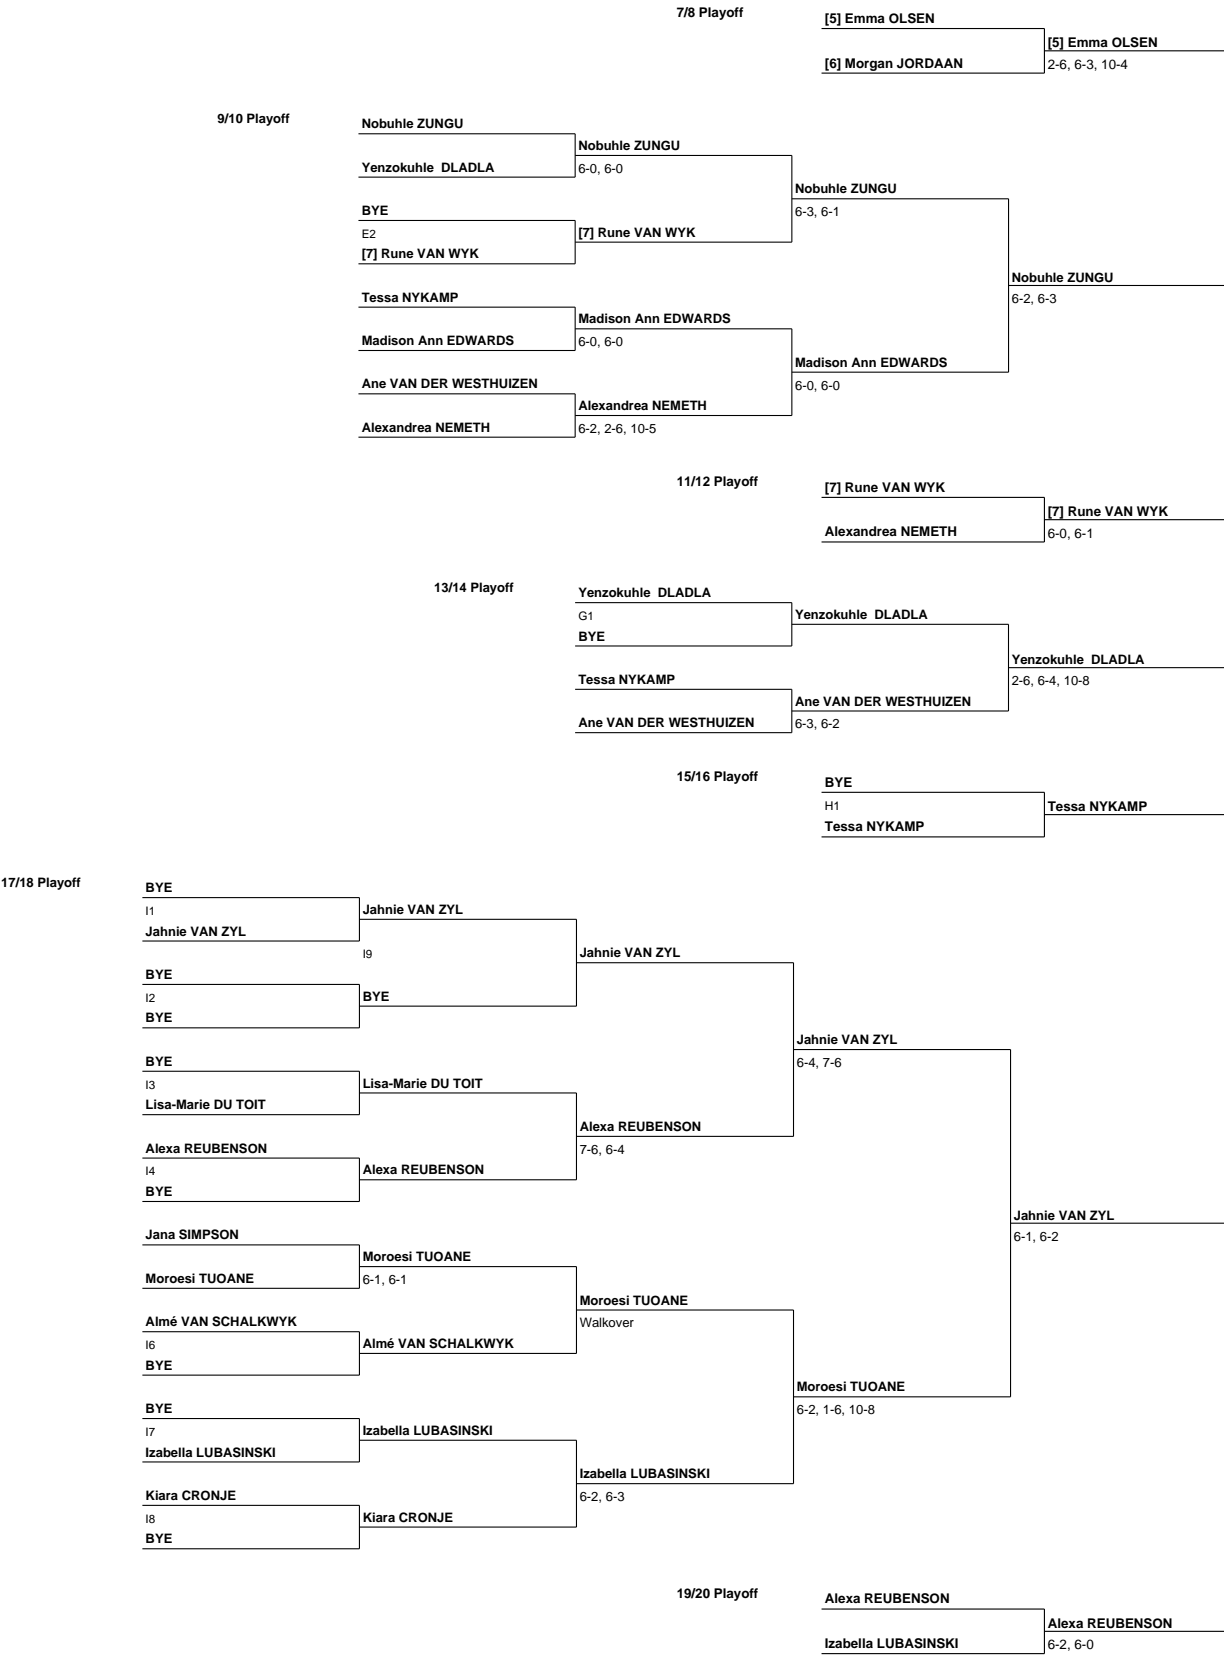 7/8 Playoff
[5] Emma OLSEN
[5] Emma OLSEN
[6] Morgan JORDAAN
2-6, 6-3, 10-4
9/10 Playoff
Nobuhle ZUNGU
Nobuhle ZUNGU
Yenzokuhle DLADLA
6-0, 6-0
Nobuhle ZUNGU
BYE
6-3, 6-1
E2
[7] Rune VAN WYK
[7] Rune VAN WYK
Nobuhle ZUNGU
Tessa NYKAMP
6-2, 6-3
Madison Ann EDWARDS
Madison Ann EDWARDS
6-0, 6-0
Madison Ann EDWARDS
Ane VAN DER WESTHUIZEN
6-0, 6-0
Alexandrea NEMETH
Alexandrea NEMETH
6-2, 2-6, 10-5
11/12 Playoff
[7] Rune VAN WYK
[7] Rune VAN WYK
Alexandrea NEMETH
6-0, 6-1
13/14 Playoff
Yenzokuhle DLADLA
G1
Yenzokuhle DLADLA
BYE
Yenzokuhle DLADLA
Tessa NYKAMP
2-6, 6-4, 10-8
Ane VAN DER WESTHUIZEN
Ane VAN DER WESTHUIZEN
6-3, 6-2
15/16 Playoff
BYE
H1
Tessa NYKAMP
Tessa NYKAMP
17/18 Playoff
BYE
I1
Jahnie VAN ZYL
Jahnie VAN ZYL
I9
Jahnie VAN ZYL
BYE
I2
BYE
BYE
Jahnie VAN ZYL
BYE
6-4, 7-6
I3
Lisa-Marie DU TOIT
Lisa-Marie DU TOIT
Alexa REUBENSON
Alexa REUBENSON
7-6, 6-4
I4
Alexa REUBENSON
BYE
Jahnie VAN ZYL
Jana SIMPSON
6-1, 6-2
Moroesi TUOANE
Moroesi TUOANE
6-1, 6-1
Moroesi TUOANE
Almé VAN SCHALKWYK
Walkover
I6
Almé VAN SCHALKWYK
BYE
Moroesi TUOANE
BYE
6-2, 1-6, 10-8
I7
Izabella LUBASINSKI
Izabella LUBASINSKI
Izabella LUBASINSKI
Kiara CRONJE
6-2, 6-3
I8
Kiara CRONJE
BYE
19/20 Playoff
Alexa REUBENSON
Alexa REUBENSON
Izabella LUBASINSKI
6-2, 6-0